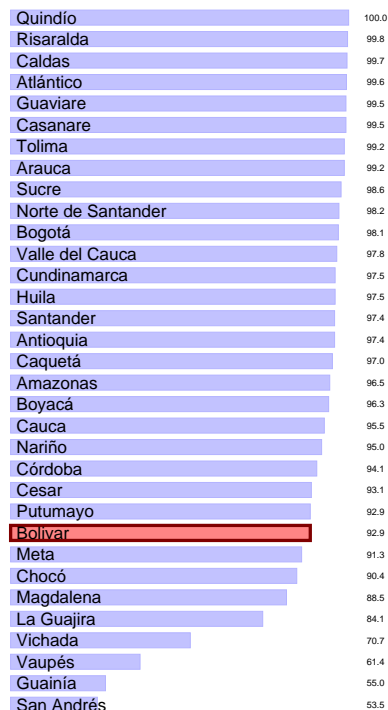 Quindío 100.0
Risaralda 99.8
Caldas 99.7
Atlántico 99.6
Guaviare 99.5
Casanare 99.5
Tolima 99.2
Arauca 99.2
Sucre 98.6
Norte de Santander 98.2
Bogotá 98.1
Valle del Cauca 97.8
Cundinamarca 97.5
Huila 97.5
Santander 97.4
Antioquia 97.4
Caquetá 97.0
Amazonas 96.5
Boyacá 96.3
Cauca 95.5
Nariño 95.0
Córdoba 94.1
Cesar 93.1
Putumayo 92.9
Bolívar 92.9
Meta 91.3
Chocó 90.4
Magdalena 88.5
La Guajira 84.1
Vichada 70.7
Vaupés 61.4
Guainía 55.0
San Andrés 53.5